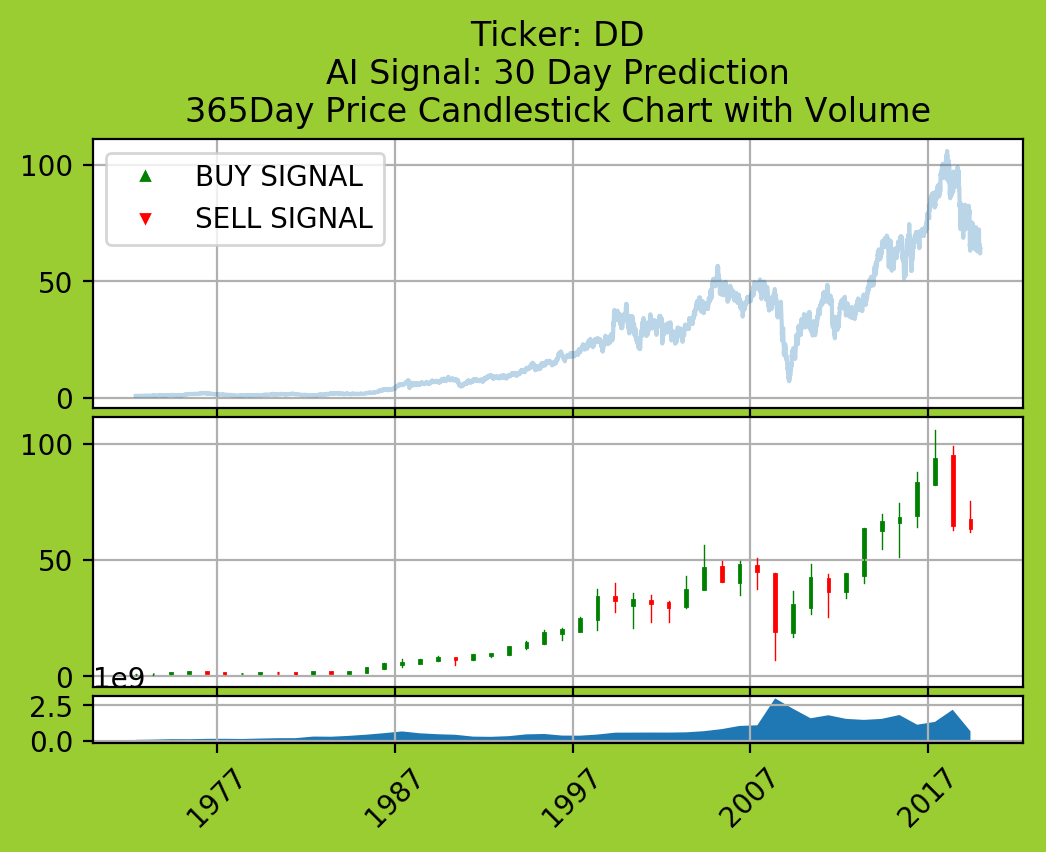 Ticker: DD
AI Signal: 30 Day Prediction
365Day Price Candlestick Chart with Volume
100
50
0
BUY SIGNAL
SELL SIGNAL
100
50
0
1e9
2.5
0.0
1977
1987
1997
2007
2017